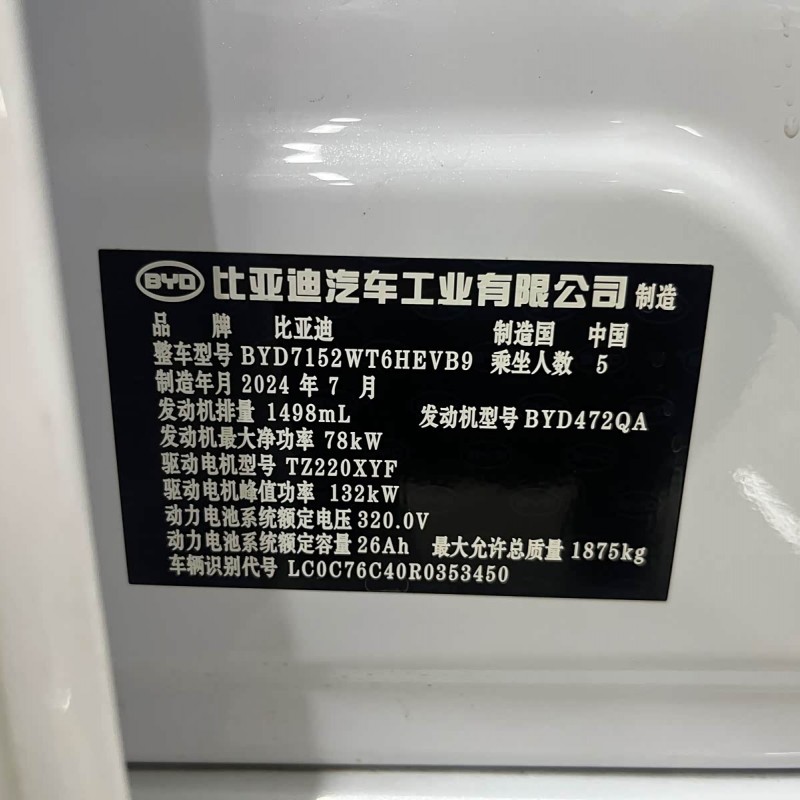 BYD 比亚迪汽车工业有限公司 制造
品 牌 比亚迪 制造国 中国
整车型号 BYD7152WT6HEVB9 乘坐人数 5
制造年月 2024 年 7 月
发动机排量 1498mL 发动机型号 BYD472QA
发动机最大净功率 78kW
驱动电机型号 TZ220XYF
驱动电机峰值功率 132kW
动力电池系统额定电压 320.0V
动力电池系统额定容量 26Ah 最大允许总质量 1875kg
车辆识别代号 LC0C76C40R0353450